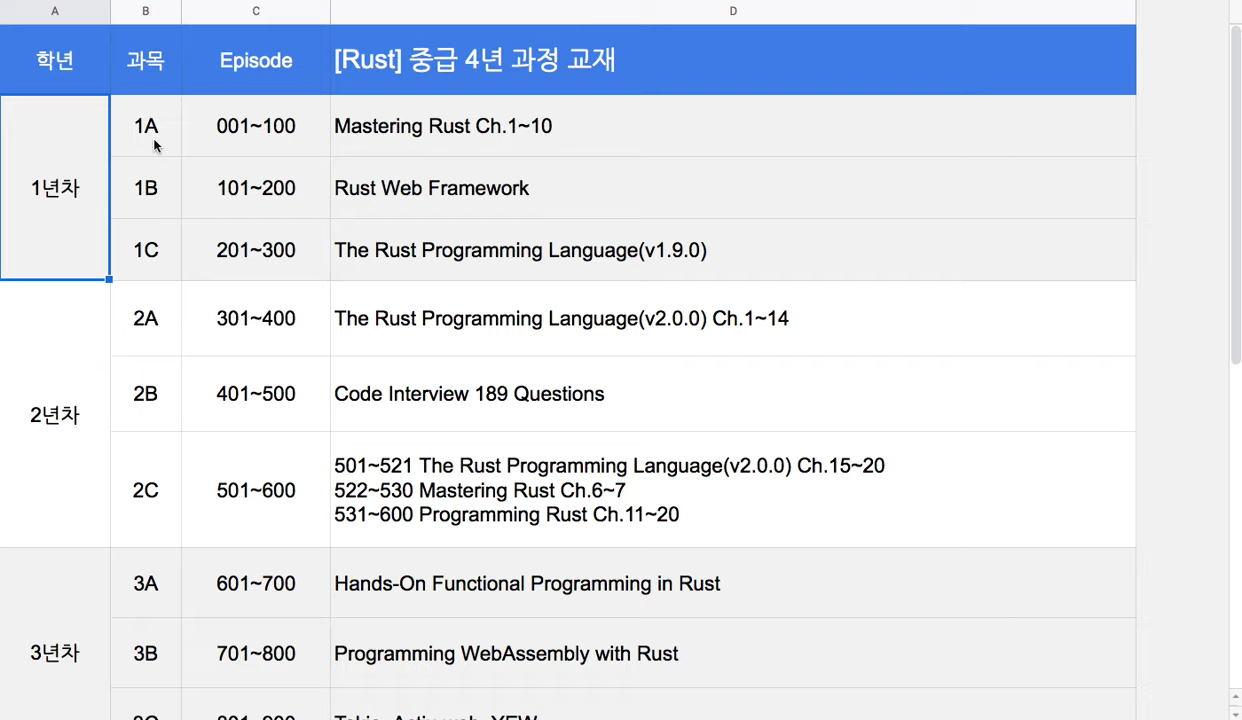 A B C D
학년 과목 Episode [Rust] 중급 4년 과정 교재
1년차
1A 001~100 Mastering Rust Ch.1~10
1B 101~200 Rust Web Framework
1C 201~300 The Rust Programming Language(v1.9.0)
2년차
2A 301~400 The Rust Programming Language(v2.0.0) Ch.1~14
2B 401~500 Code Interview 189 Questions
2C 501~600
501~521 The Rust Programming Language(v2.0.0) Ch.15~20
522~530 Mastering Rust Ch.6~7
531~600 Programming Rust Ch.11~20
3년차
3A 601~700 Hands-On Functional Programming in Rust
3B 701~800 Programming WebAssembly with Rust